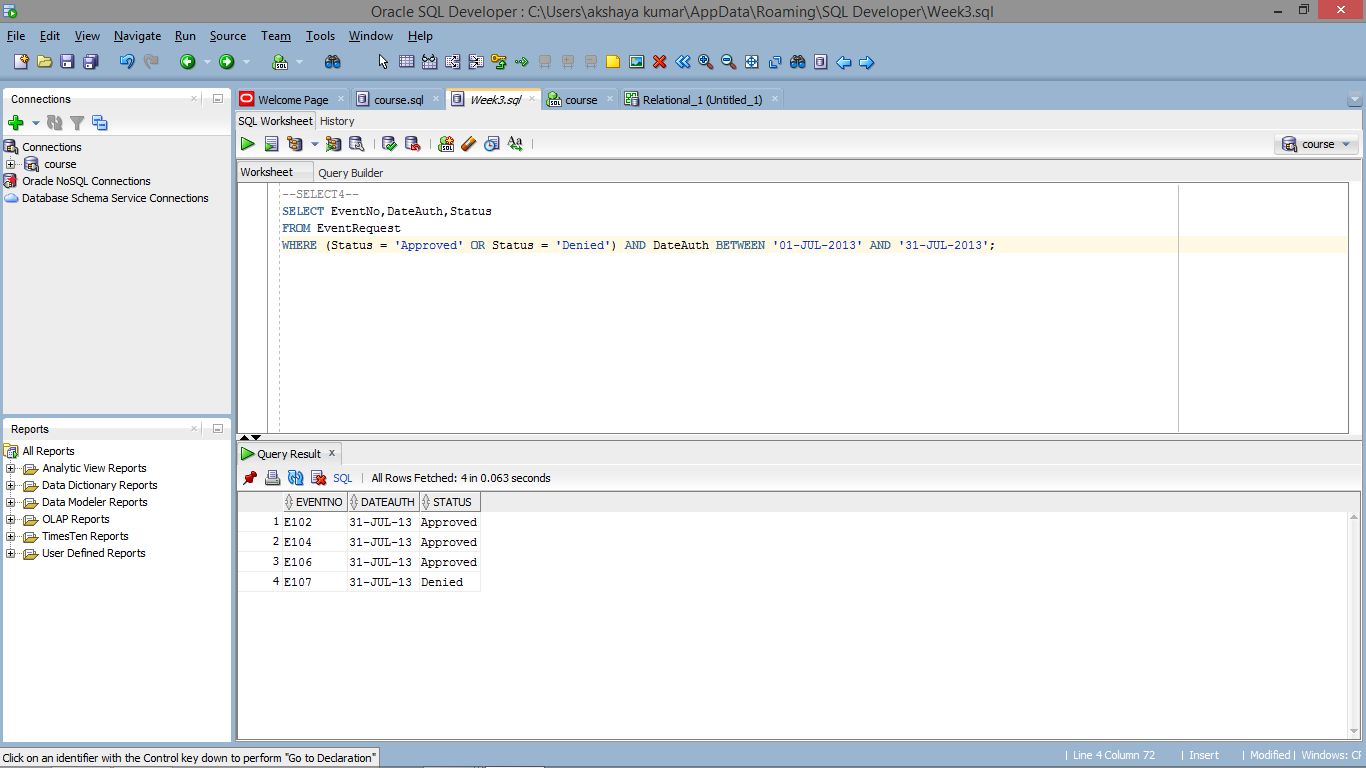 Oracle SQL Developer : C:\Users\akshaya kumar\AppData\Roaming\SQL Developer\Week3.sql
File Edit View Navigate Run Source Team Tools Window Help
Connections
Connections
course
Oracle NoSQL Connections
Database Schema Service Connections
Reports
All Reports
Analytic View Reports
Data Dictionary Reports
Data Modeler Reports
OLAP Reports
TimesTen Reports
User Defined Reports
Welcome Page course.sql Week3.sql course Relational_1 (Untitled_1)
SQL Worksheet History
course
Worksheet Query Builder
--SELECT4--
SELECT EventNo,DateAuth,Status
FROM EventRequest
WHERE (Status = 'Approved' OR Status = 'Denied') AND DateAuth BETWEEN '01-JUL-2013' AND '31-JUL-2013';
Query Result
SQL | All Rows Fetched: 4 in 0.063 seconds
EVENTNO DATEAUTH STATUS
1 E102 31-JUL-13 Approved
2 E104 31-JUL-13 Approved
3 E106 31-JUL-13 Approved
4 E107 31-JUL-13 Denied
Click on an identifier with the Control key down to perform "Go to Declaration"
| Line 4 Column 72 | Insert | Modified | Windows: